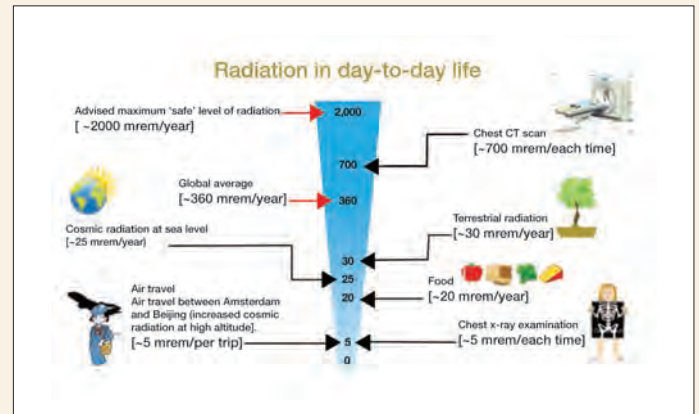 Radiation in day-to-day life
Advised maximum 'safe' level of radiation
[ ~2000 mrem/year]
Global average
[~360 mrem/year]
Cosmic radiation at sea level
[~25 mrem/year)
Air travel
Air travel between Amsterdam
and Beijing (increased cosmic
radiation at high altitude].
[~5 mrem/per trip]
2,000
700
360
30
25
20
5
0
Chest CT scan
[~700 mrem/each time]
Terrestrial radiation
[~30 mrem/year]
Food
[~20 mrem/year]
Chest x-ray examination
[~5 mrem/each time]